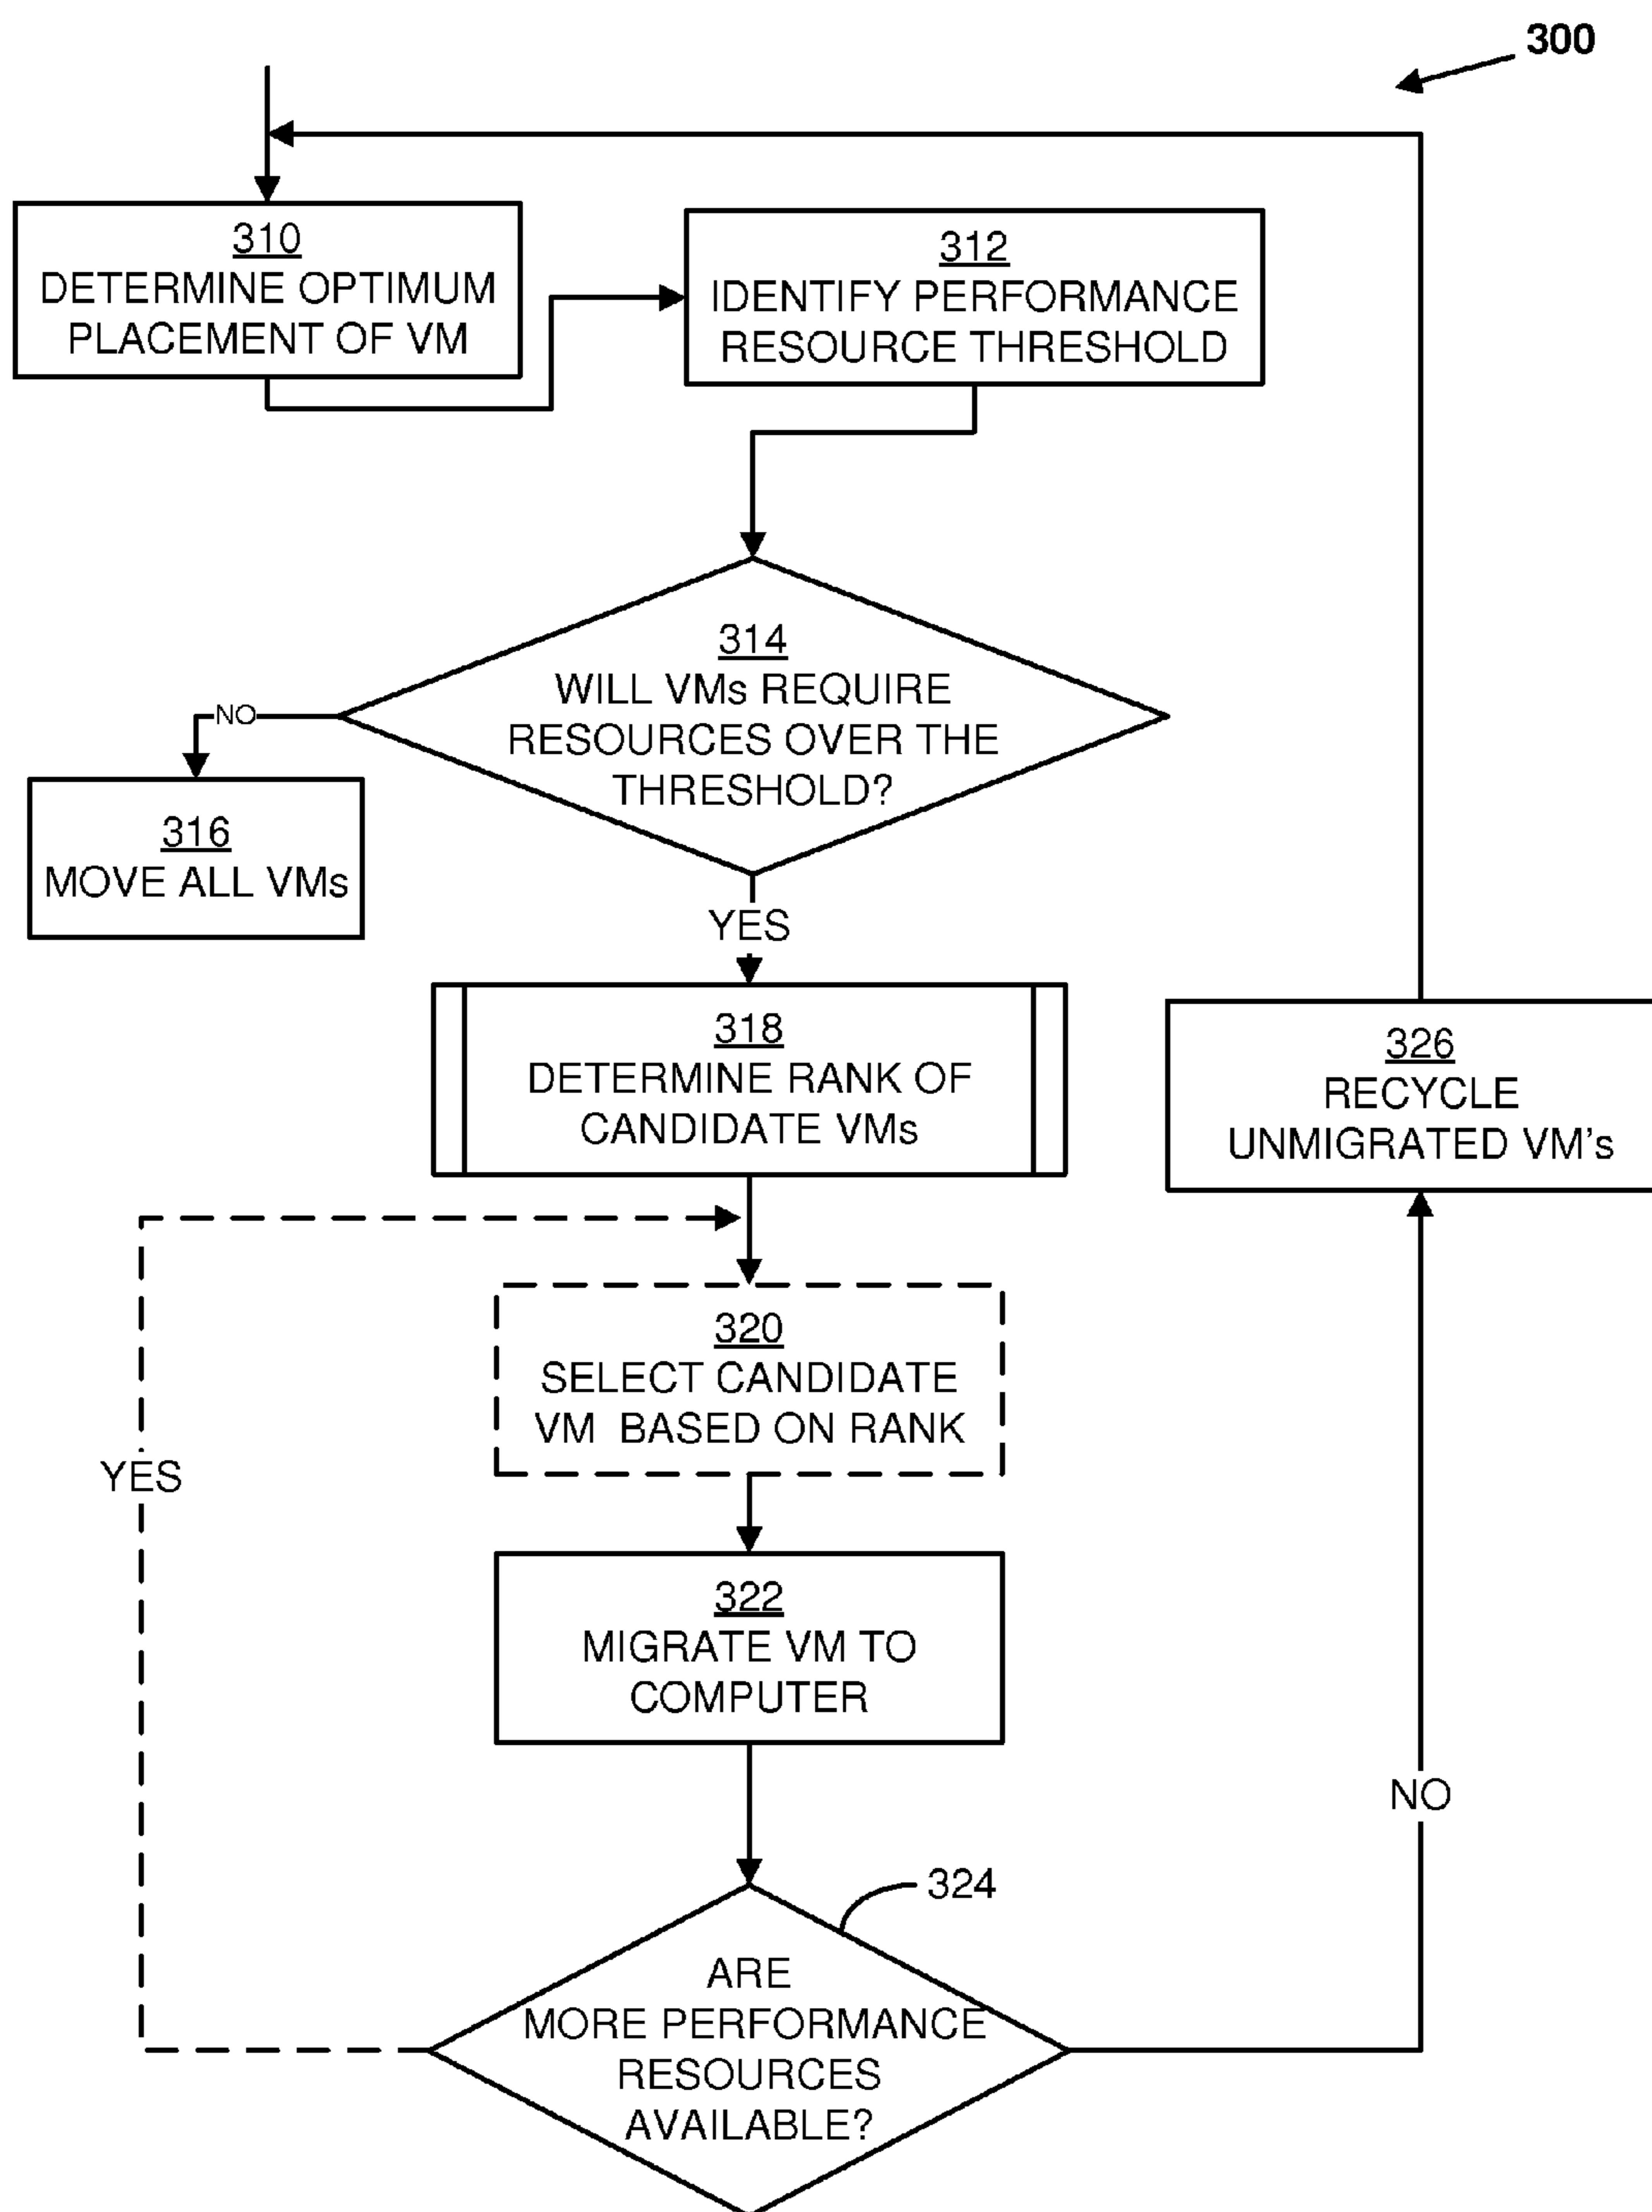 300
310
DETERMINE OPTIMUM
PLACEMENT OF VM
312
IDENTIFY PERFORMANCE
RESOURCE THRESHOLD
314
WILL VMs REQUIRE
RESOURCES OVER THE
THRESHOLD?
NO
316
MOVE ALL VMs
YES
318
DETERMINE RANK OF
CANDIDATE VMs
326
RECYCLE
UNMIGRATED VM's
320
SELECT CANDIDATE
VM BASED ON RANK
YES
322
MIGRATE VM TO
COMPUTER
NO
324
ARE
MORE PERFORMANCE
RESOURCES
AVAILABLE?